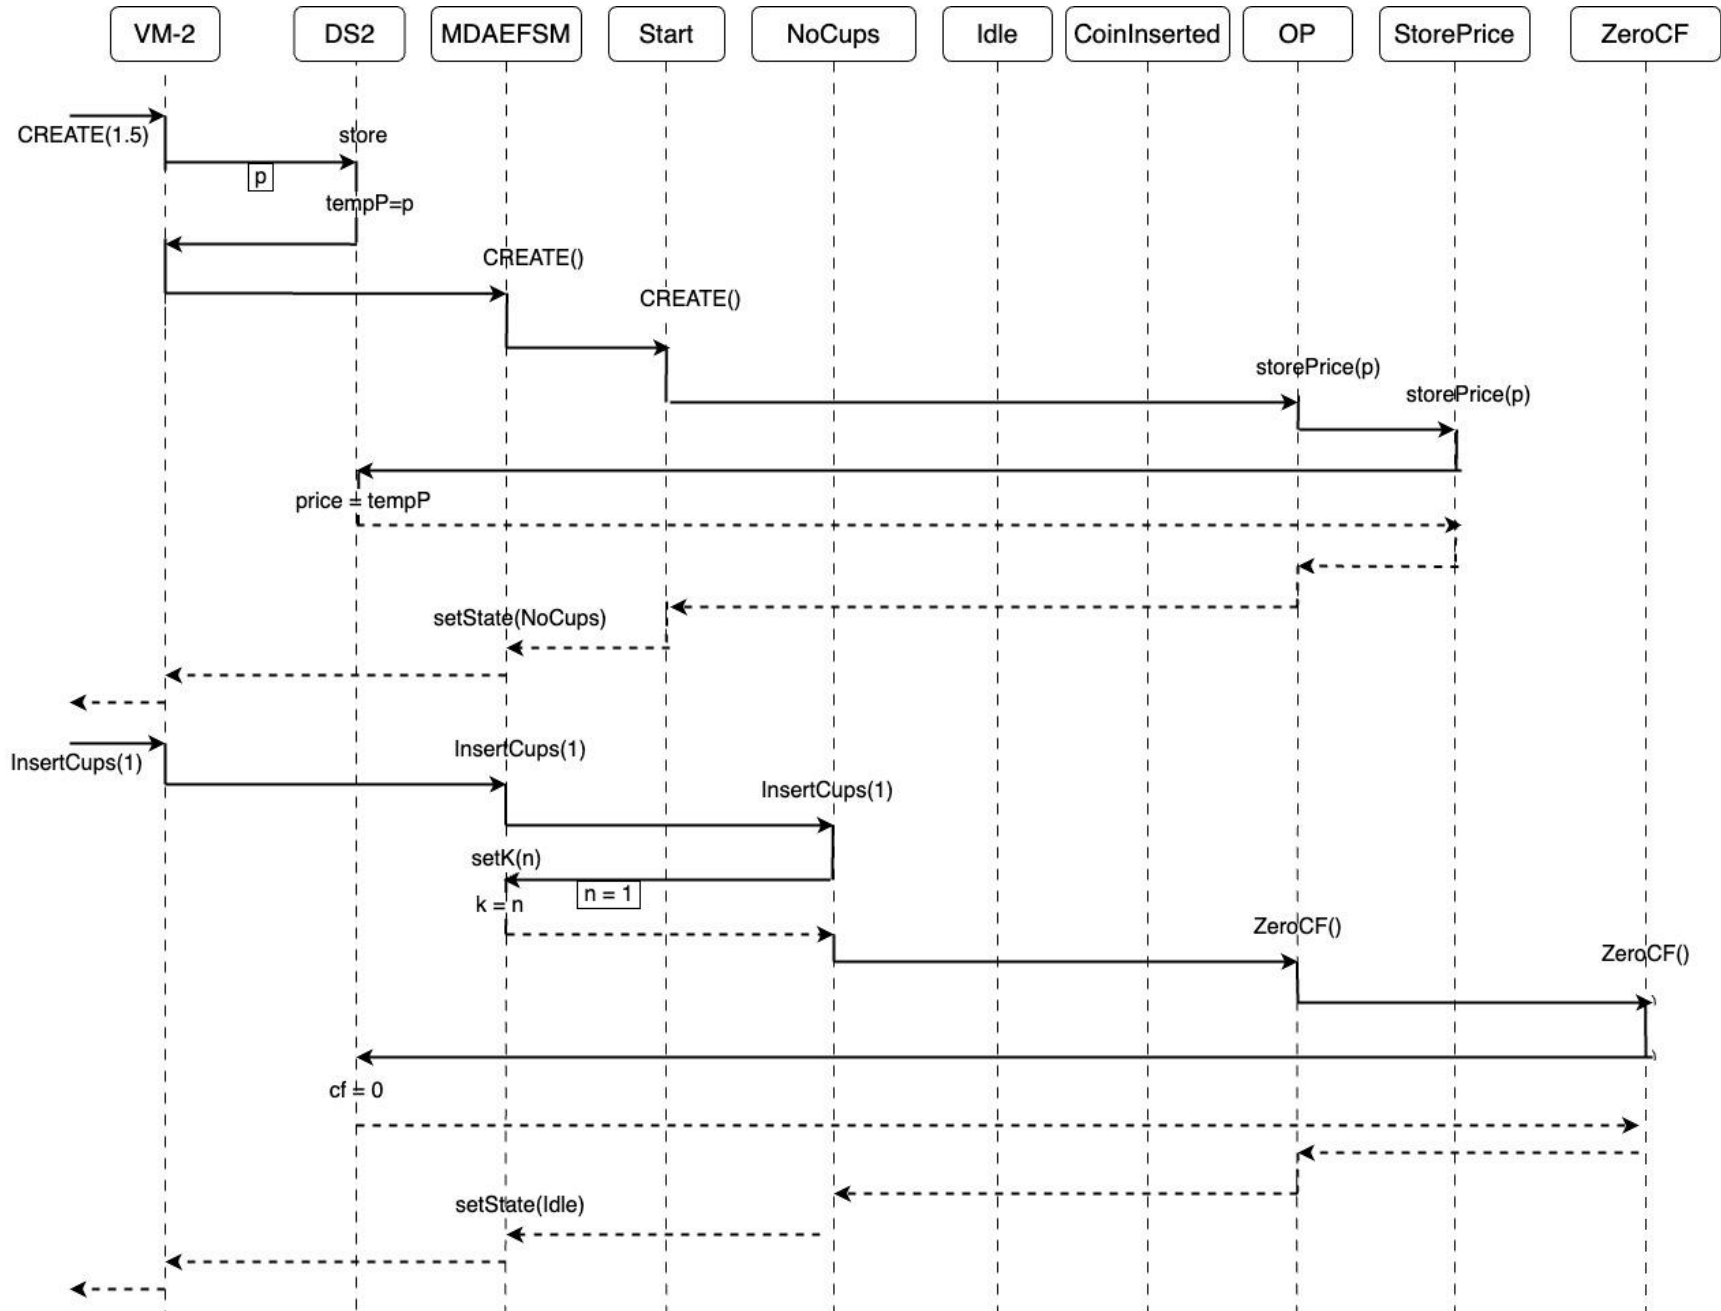 VM-2
DS2
MDAEFSM
Start
NoCups
Idle
CoinInserted
OP
StorePrice
ZeroCF
CREATE(1.5)
store
p
tempP=p
CREATE()
CREATE()
storePrice(p)
storePrice(p)
price = tempP
setState(NoCups)
InsertCups(1)
InsertCups(1)
InsertCups(1)
setK(n)
n = 1
k = n
ZeroCF()
ZeroCF()
cf = 0
setState(Idle)